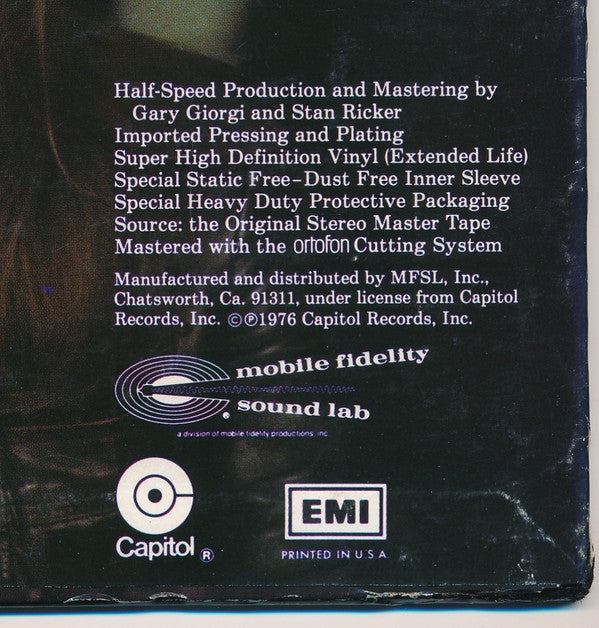 Half-Speed Production and Mastering by
Gary Giorgi and Stan Ricker
Imported Pressing and Plating
Super High Definition Vinyl (Extended Life)
Special Static Free–Dust Free Inner Sleeve
Special Heavy Duty Protective Packaging
Source: the Original Stereo Master Tape
Mastered with the ortofon Cutting System
Manufactured and distributed by MFSL, Inc.,
Chatsworth, Ca. 91311, under license from Capitol
Records, Inc. ©℗1976 Capitol Records, Inc.
mobile fidelity
sound lab
®
a division of mobile fidelity productions, inc.
Capitol ®
EMI
PRINTED IN U.S.A.